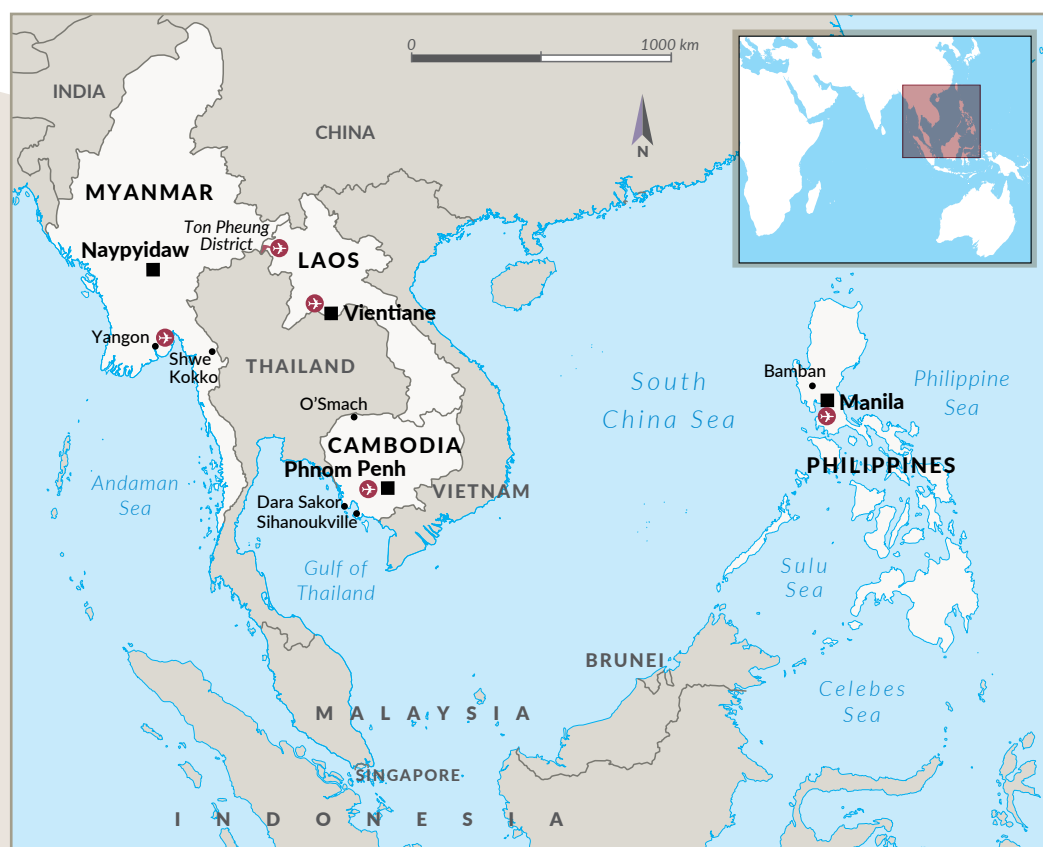 0 1000 km
INDIA
CHINA
N
MYANMAR
Ton Pheung
District
Naypyidaw
LAOS
Vientiane
Yangon
Shwe
Kokko
THAILAND
South
China Sea
Bamban
Philippine
Sea
Manila
O'Smach
CAMBODIA
Phnom Penh
PHILIPPINES
Andaman
Sea
VIETNAM
Dara Sakor
Sihanoukville
Gulf of
Thailand
Sulu
Sea
BRUNEI
Celebes
Sea
MALAYSIA
SINGAPORE
INDONESIA